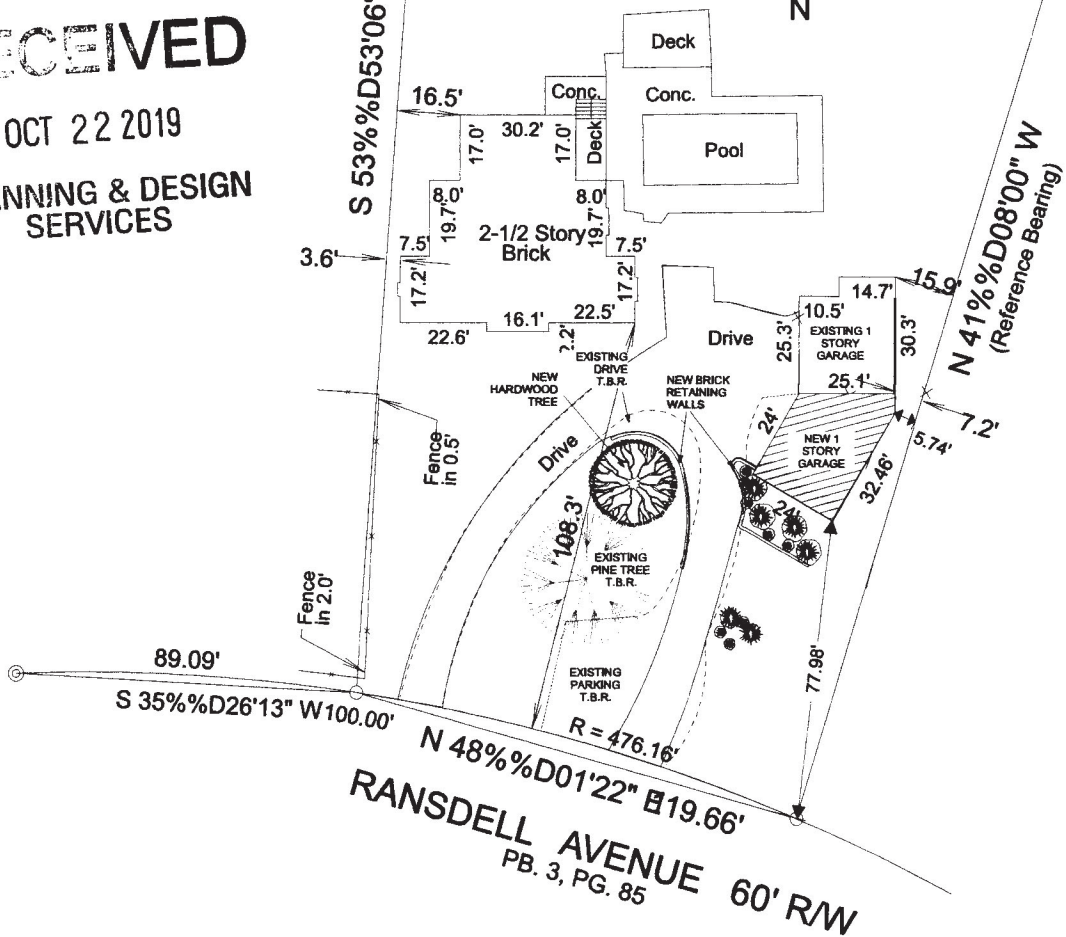 ECEIVED
OCT 22 2019
ANNING & DESIGN
SERVICES
S 53%%D53'06"
N
Deck
Conc.
Conc.
Deck
Pool
16.5'
30.2'
17.0'
17.0'
8.0'
8.0'
19.7'
19.7'
2-1/2 Story
Brick
7.5'
7.5'
3.6'
17.2'
17.2'
16.1'
22.5'
22.6'
2.2'
N 41%%D08'00" W
(Reference Bearing)
15.9'
14.7'
10.5'
25.3'
EXISTING 1
STORY
GARAGE
30.3'
25.1'
Drive
EXISTING
DRIVE
T.B.R.
NEW
HARDWOOD
TREE
NEW BRICK
RETAINING
WALLS
7.2'
5.74'
24'
NEW 1
STORY
GARAGE
32.46'
24'
Drive
Fence
in 0.5'
108.3'
EXISTING
PINE TREE
T.B.R.
Fence
in 2.0'
77.98'
EXISTING
PARKING
T.B.R.
89.09'
S 35%%D26'13" W100.00'
R = 476.16'
N 48%%D01'22" 119.66'
RANSDELL AVENUE 60' R/W
PB. 3, PG. 85